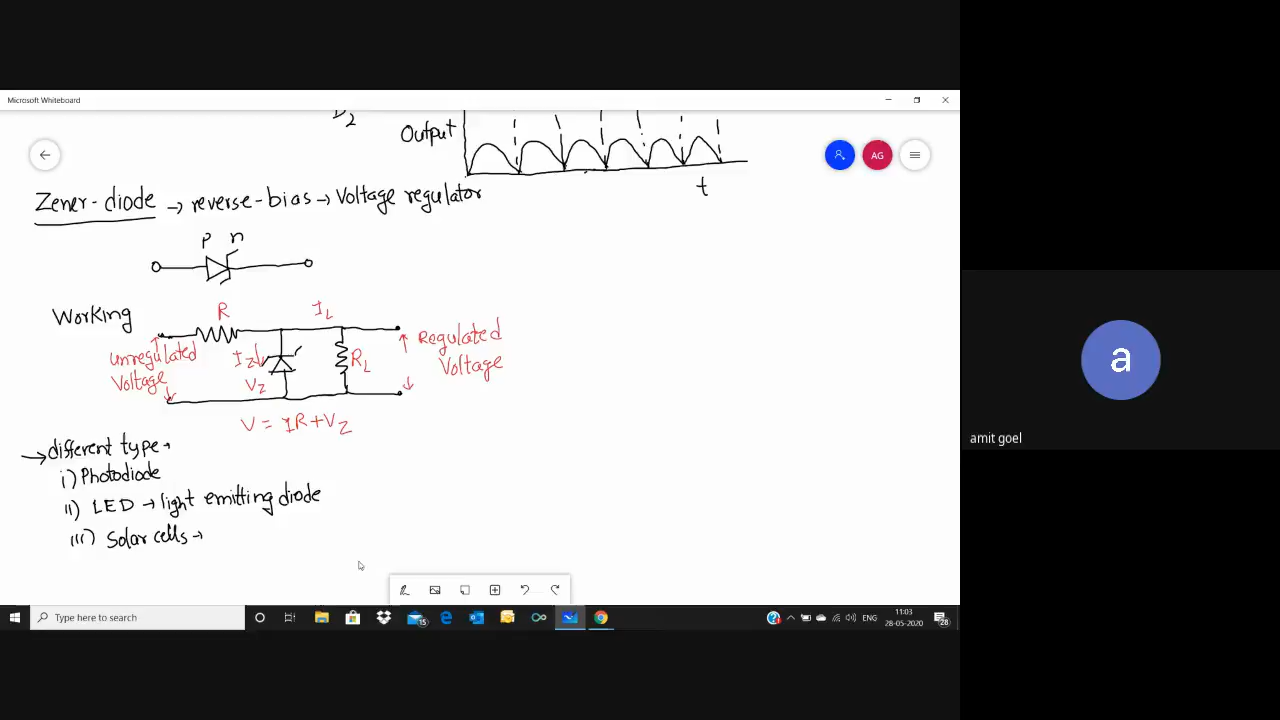 Microsoft Whiteboard
D2
Output
AG
t
Zener-diode → reverse-bias → Voltage regulator
P n
Working
R
IL
unregulated
Voltage
IZ
VZ
RL
Regulated
Voltage
V = IR + VZ
→ different type
i) Photodiode
ii) LED → light emitting diode
iii) Solar cells →
a
amit goel
Type here to search
15
ENG
11:03
28-05-2020
28